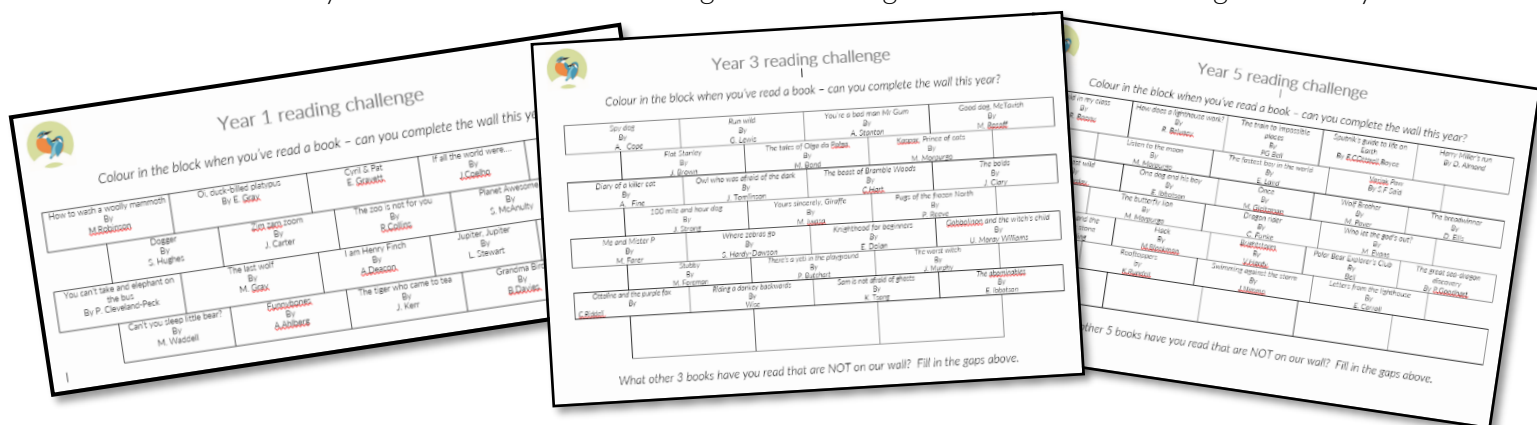 Year 1 reading challenge
Colour in the block when you've read a book – can you complete the wall this ye
How to wash a woolly mammoth
By
M.Robinson
Oi, duck-billed platypus
By E. Gray
Cyril & Pat
E. Gravett
If all the world were....
By
J.Coelho
Dogger
By
S. Hughes
Zim zam zoom
By
J. Carter
The zoo is not for you
By
R.Collins
Planet Awesome
By
S. McAnulty
You can't take and elephant on
the bus
By P. Cleveland-Peck
The last wolf
By
M. Gray
I am Henry Finch
By
A.Deacon
Jupiter, Jupiter
By
L. Stewart
Can't you sleep little bear?
By
M. Waddell
Funnybones
By
A.Ahlberg
The tiger who came to tea
By
J. Kerr
Grandma Bird
By
B.Davies
Year 3 reading challenge
Colour in the block when you've read a book – can you complete the wall this year?
Spy dog
By
A. Cope
Run wild
By
G. Lewis
You're a bad man Mr Gum
By
A. Stanton
Good dog, McTavish
By
M. Rosoff
Flat Stanley
By
J. Brown
The tales of Olga da Polga
By
M. Bond
Kaspar, Prince of cats
By
M. Morpurgo
Diary of a killer cat
By
A. Fine
Owl who was afraid of the dark
By
J. Tomlinson
The beast of Bramble Woods
By
C.Hart
The bolds
By
J. Clary
100 mile and hour dog
By
J. Strong
Yours sincerely, Giraffe
By
M. Iwasa
Pugs of the Frozen North
By
P. Reeve
Me and Mister P
By
M. Farrer
Where zebras go
By
S. Hardy-Dawson
Knighthood for beginners
By
E. Dolan
Gobbolino and the witch's child
By
U. Moray Williams
Stubby
By
M. Foreman
There's a yeti in the playground
By
P. Butchart
The worst witch
By
J. Murphy
Ottoline and the purple fox
By
C.Riddell
Riding a donkey backwards
By
Wise
Sam is not afraid of ghosts
By
K. Tsang
The abominables
By
E. Ibbotson
What other 3 books have you read that are NOT on our wall? Fill in the gaps above.
Year 5 reading challenge
Colour in the block when you've read a book – can you complete the wall this year?
in my class
How does a lighthouse work?
By
R. Belvaay
The train to impossible
places
By
PG Bell
Sputnik's guide to life on
Earth
By E.C.Cottrell Boyce
Harry Miller's run
By D. Almond
Listen to the moon
By
M. Morpurgo
The fastest boy in the world
By
E. Laird
Varjak Paw
By S.F Said
wild
One dog and his boy
By
E. Ibbotson
Once
By
M. Gleitzman
Wolf Brother
By
M. Paver
The breadwinner
By
D. Ellis
The butterfly lion
By
M. Morpurgo
Dragon rider
By
C. Funke
Who let the god's out?
By
M. Evans
and the
stone
Hack
By
M.Blackman
By
V.Hardy
Polar Bear Explorer's Club
By
Bell
The great sea dragon
discovery
By P.Goodhart
Rooftoppers
By
K.Rundell
Swimming against the storm
By
Letters from the lighthouse
By
E. Carroll
other 5 books have you read that are NOT on our wall? Fill in the gaps above.